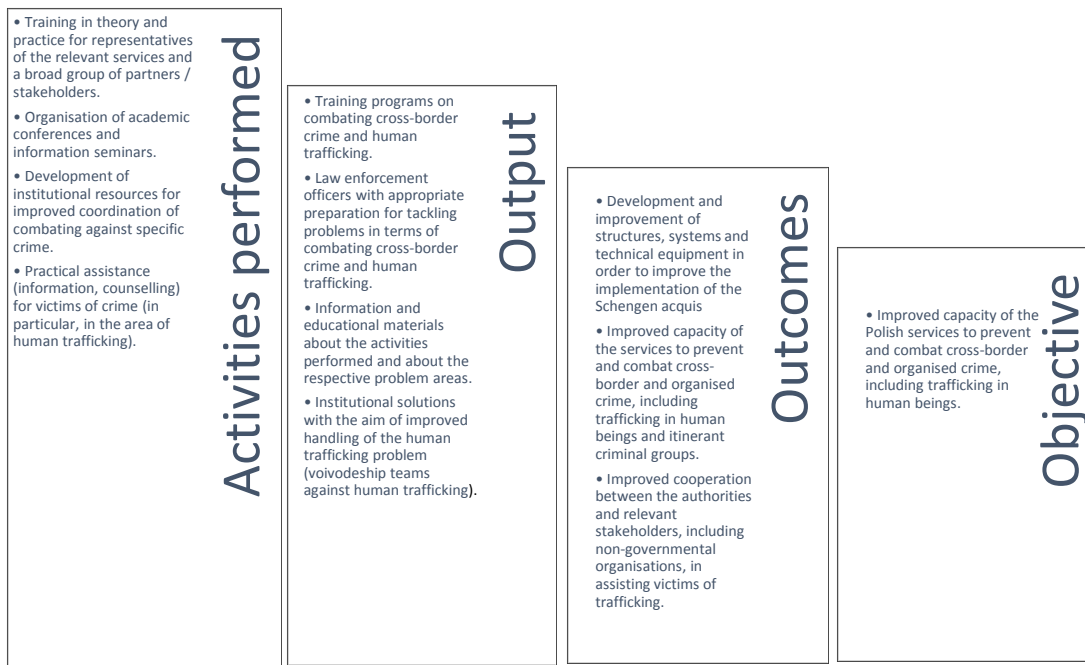 • Training in theory and
practice for representatives
of the relevant services and
a broad group of partners /
stakeholders.
• Organisation of academic
conferences and
information seminars.
• Development of
institutional resources for
improved coordination of
combating against specific
crime.
• Practical assistance
(information, counselling)
for victims of crime (in
particular, in the area of
human trafficking).
Activities performed
• Training programs on
combating cross-border
crime and human
trafficking.
• Law enforcement
officers with appropriate
preparation for tackling
problems in terms of
combating cross-border
crime and human
trafficking.
• Information and
educational materials
about the activities
performed and about the
respective problem areas.
• Institutional solutions
with the aim of improved
handling of the human
trafficking problem
(voivodeship teams
against human trafficking).
Output
• Development and
improvement of
structures, systems and
technical equipment in
order to improve the
implementation of the
Schengen acquis
• Improved capacity of
the services to prevent
and combat cross-
border and organised
crime, including
trafficking in human
beings and itinerant
criminal groups.
• Improved cooperation
between the authorities
and relevant
stakeholders, including
non-governmental
organisations, in
assisting victims of
trafficking.
Outcomes
• Improved capacity of the
Polish services to prevent
and combat cross-border
and organised crime,
including trafficking in
human beings.
Objective